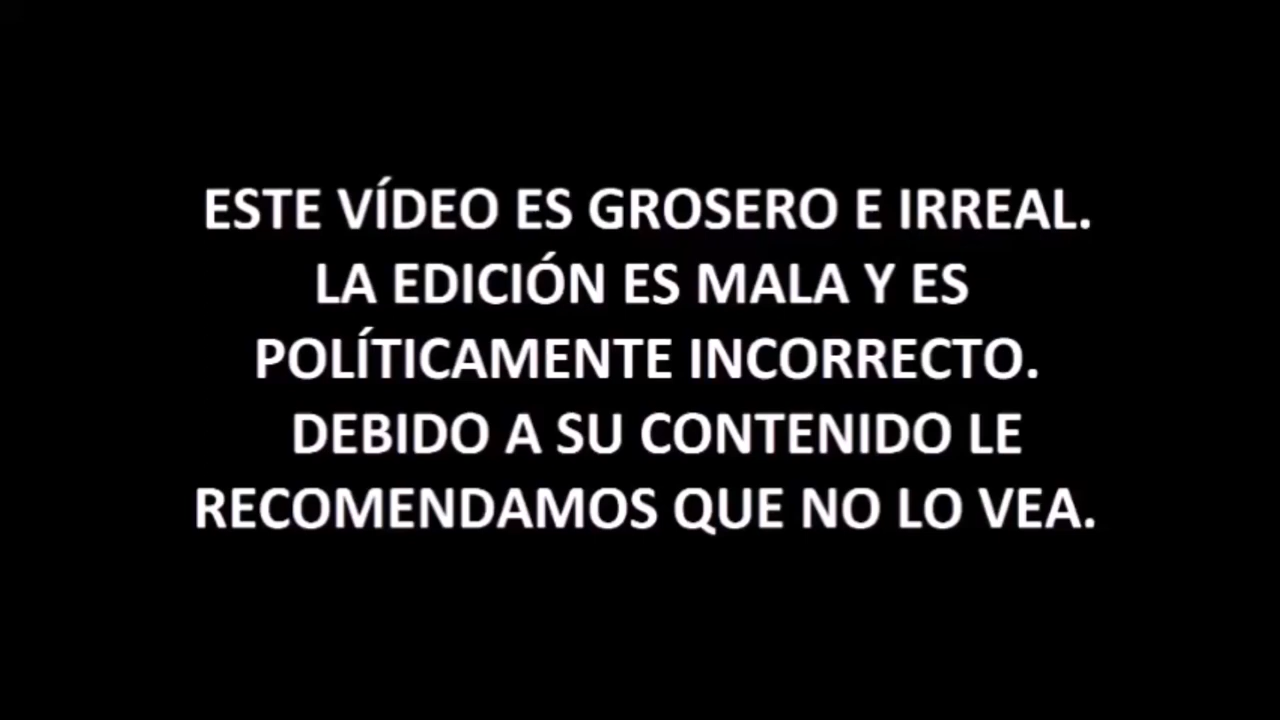 ESTE VÍDEO ES GROSERO E IRREAL.
LA EDICIÓN ES MALA Y ES
POLÍTICAMENTE INCORRECTO.
DEBIDO A SU CONTENIDO LE
RECOMENDAMOS QUE NO LO VEA.